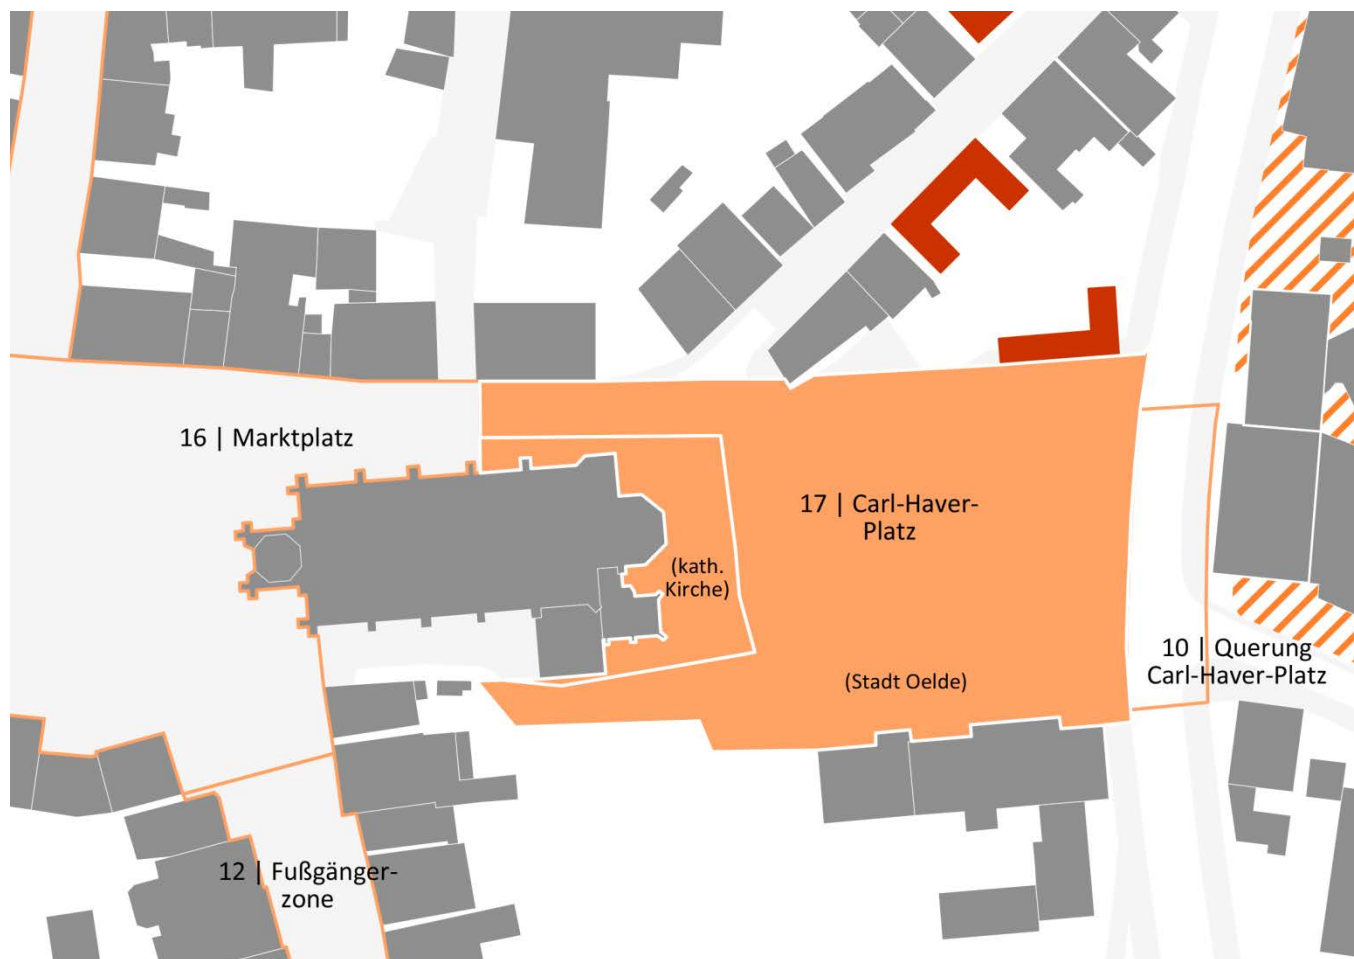 16 | Marktplatz
17 | Carl-Haver-
Platz
(kath.
Kirche)
(Stadt Oelde)
10 | Querung
Carl-Haver-Platz
12 | Fußgänger-
zone